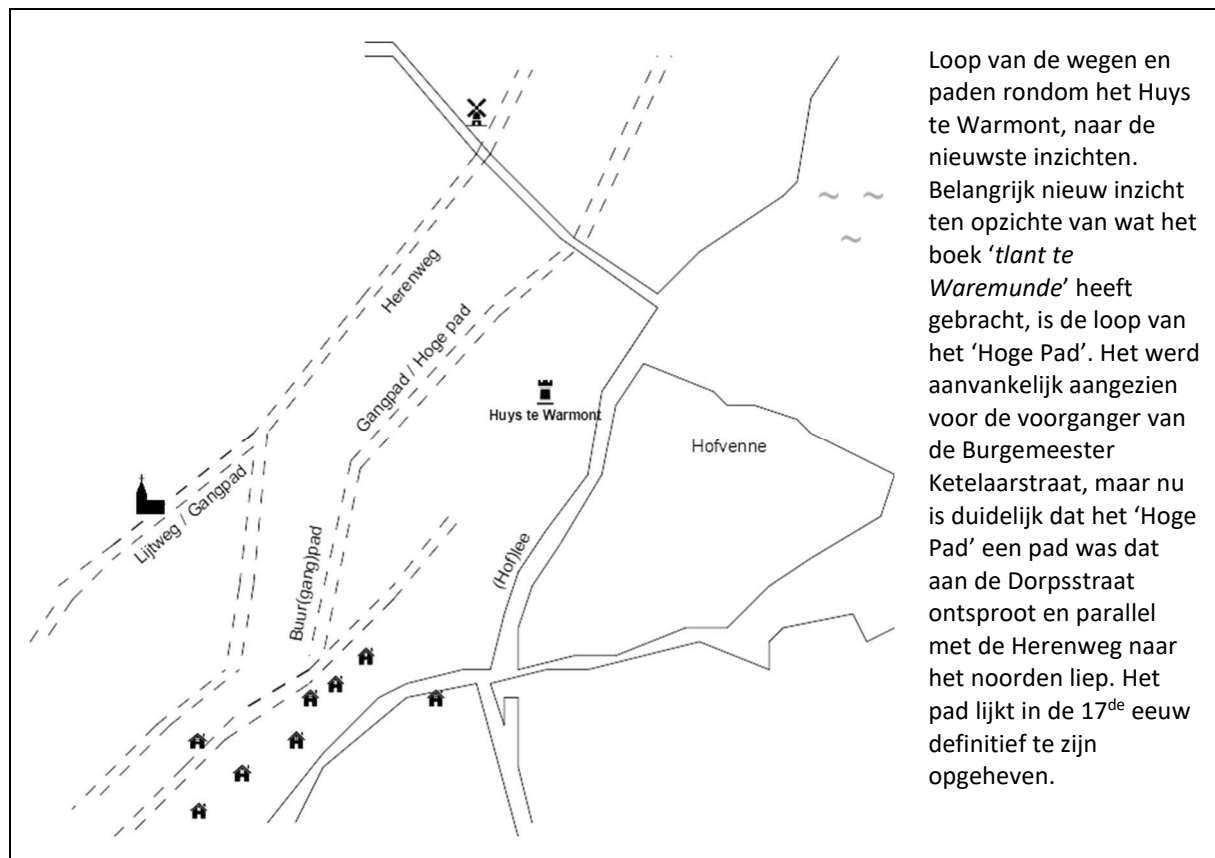 Loop van de wegen en
paden rondom het Huys
te Warmont, naar de
nieuwste inzichten.
Belangrijk nieuw inzicht
ten opzichte van wat het
boek ‘tlant te
Waremunde’ heeft
gebracht, is de loop van
het ‘Hoge Pad’. Het werd
aanvankelijk aangezien
voor de voorganger van
de Burgemeester
Ketelaarstraat, maar nu
is duidelijk dat het ‘Hoge
Pad’ een pad was dat
aan de Dorpsstraat
ontsproot en parallel
met de Herenweg naar
het noorden liep. Het
pad lijkt in de 17de eeuw
definitief te zijn
opgeheven.
Herenweg
Gangpad / Hoge pad
Huys te Warmont
Hofvenne
Lijtweg / Gangpad
Buur(gang)pad
(Hof)lee